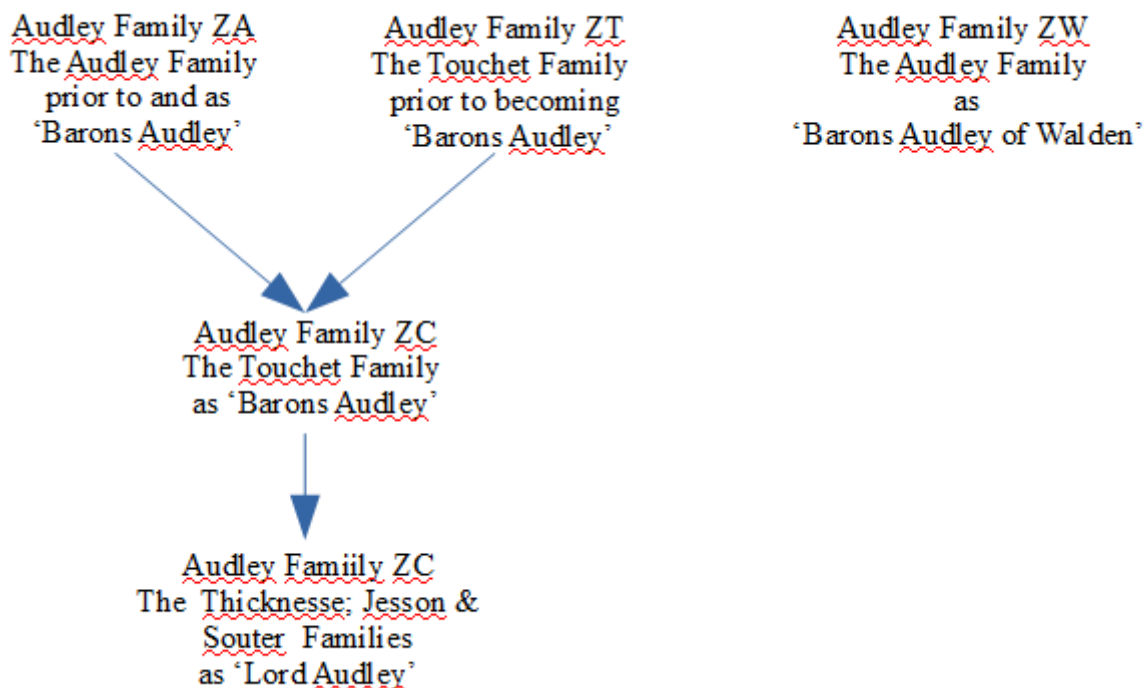 Audley Family ZA
The Audley Family
prior to and as
‘Barons Audley’
Audley Family ZT
The Touchet Family
prior to becoming
‘Barons Audley’
Audley Family ZW
The Audley Family
as
‘Barons Audley of Walden’
Audley Family ZC
The Touchet Family
as ‘Barons Audley’
Audley Famiily ZC
The Thicknesse; Jesson &
Souter Families
as ‘Lord Audley’